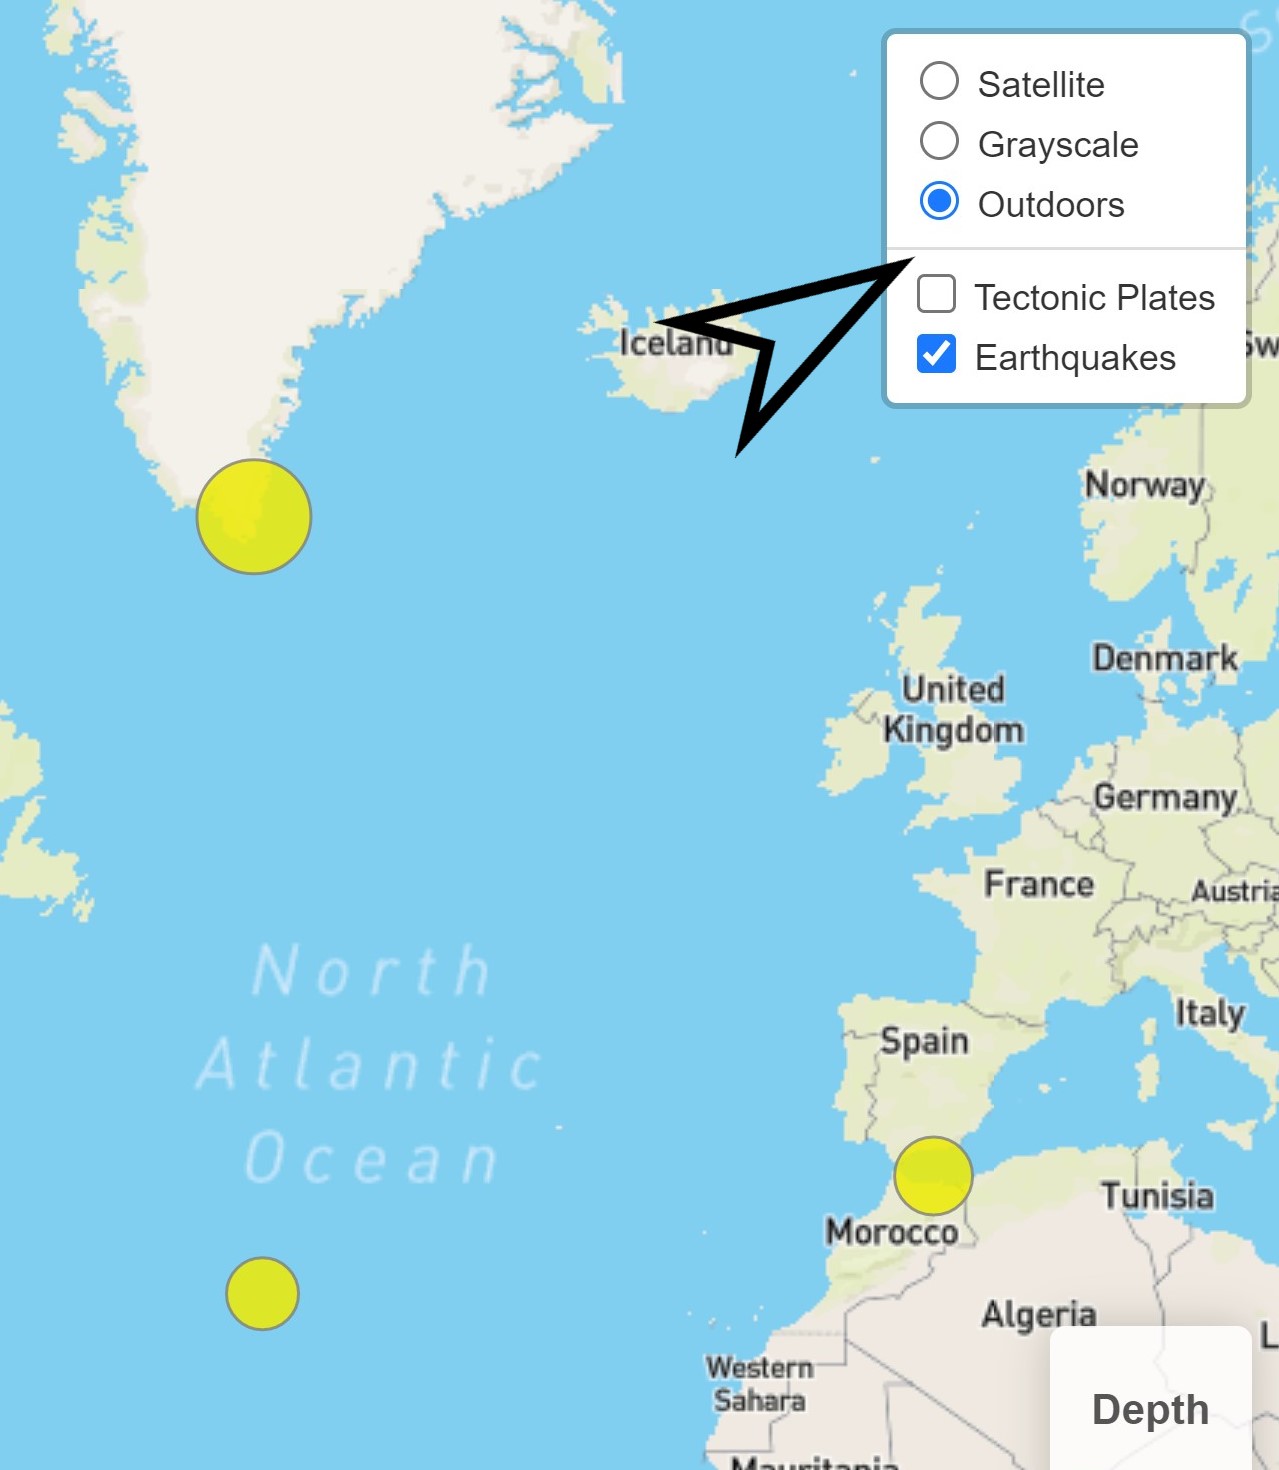 Satellite
Grayscale
Outdoors
Tectonic Plates
Earthquakes
Iceland
Norway
Denmark
United
Kingdom
Germany
France
Austria
North
Atlantic
Ocean
Italy
Spain
Tunisia
Morocco
Algeria
Western
Sahara
Depth
Mauritania